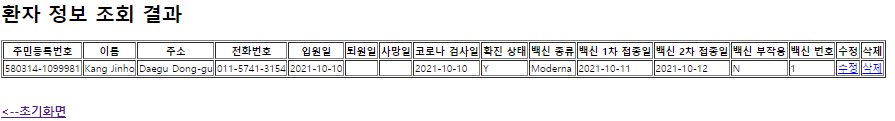 환자 정보 조회 결과
주민등록번호 이름 주소 전화번호 입원일 퇴원일 사망일 코로나 검사일 확진 상태 백신 종류 백신 1차 접종일 백신 2차 접종일 백신 부작용 백신 번호 수정 삭제
580314-1099981 Kang Jinho Daegu Dong-gu 011-5741-3154 2021-10-10 2021-10-10 Y Moderna 2021-10-11 2021-10-12 N 1 수정 삭제
<--초기화면